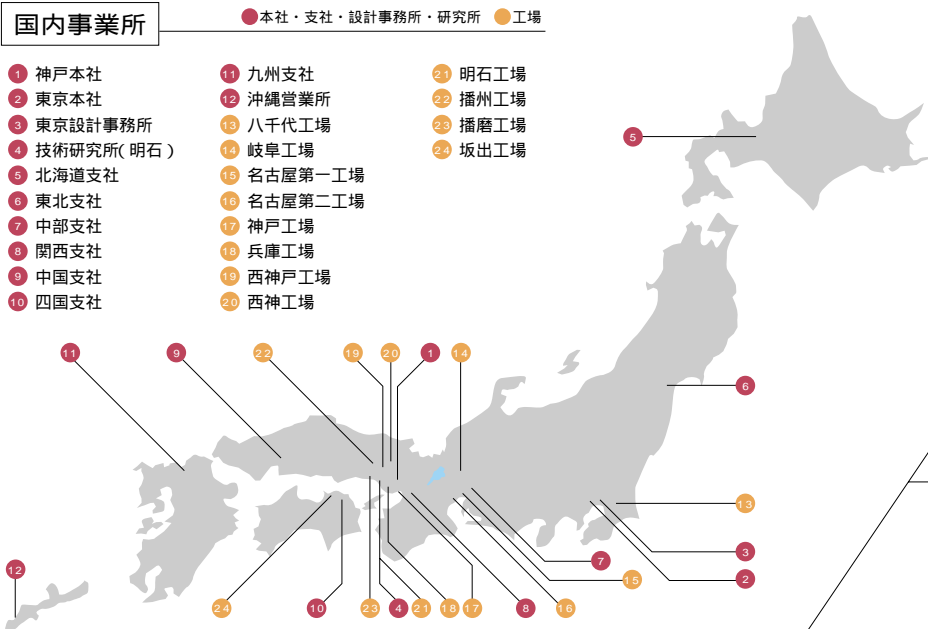 国内事業所
本社・支社・設計事務所・研究所 工場
1 神戸本社
2 東京本社
3 東京設計事務所
4 技術研究所( 明石 )
5 北海道支社
6 東北支社
7 中部支社
8 関西支社
9 中国支社
10 四国支社
11 九州支社
12 沖縄営業所
13 八千代工場
14 岐阜工場
15 名古屋第一工場
16 名古屋第二工場
17 神戸工場
18 兵庫工場
19 西神戸工場
20 西神工場
21 明石工場
22 播州工場
23 播磨工場
24 坂出工場
5
11 9 22 19 20 1 14
6
13
3
7
12
15 2
24 10 23 4 21 18 17 8 16